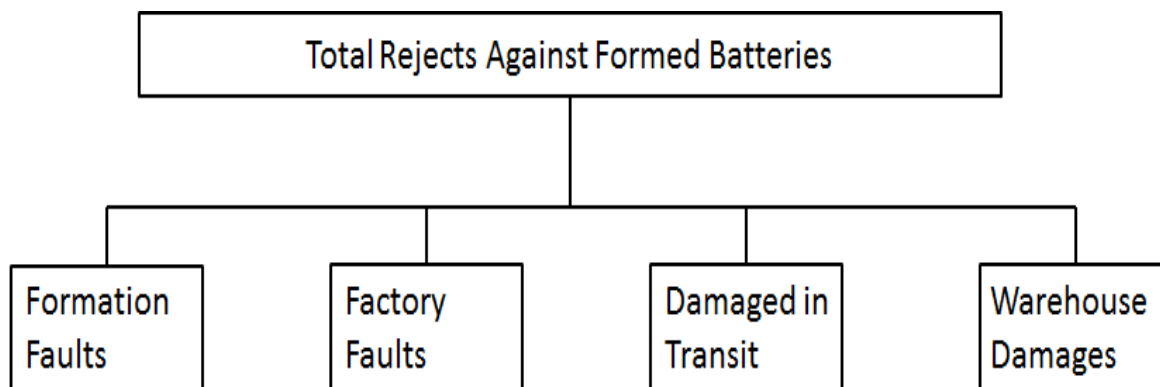 Total Rejects Against Formed Batteries
Formation
Faults
Factory
Faults
Damaged in
Transit
Warehouse
Damages